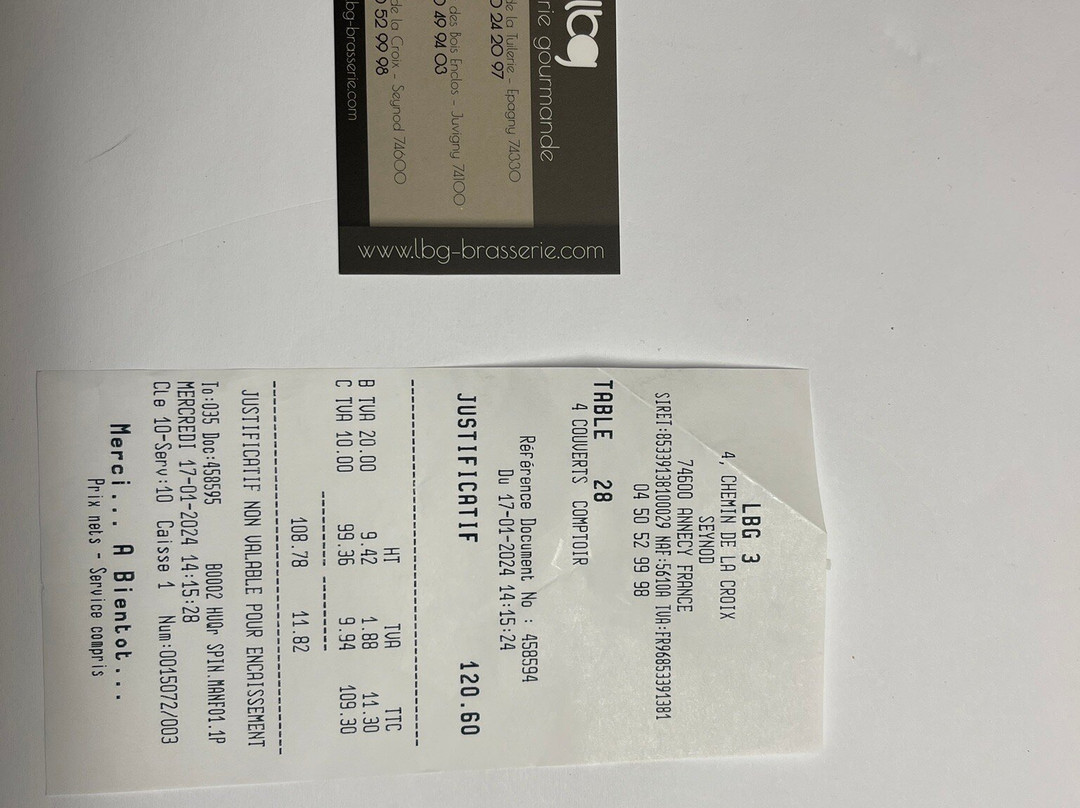 lbg
rie gourmande
de la Tuilerie - Epagny 74330
24 20 97
des Bois Enclos - Juvigny 74100
49 94 03
de la Croix - Seynod 74600
52 99 98
bg-brasserie.com
www.lbg-brasserie.com
LBG 3
4, CHEMIN DE LA CROIX
SEYNOD
74600 ANNECY FRANCE
SIRET:85339138100029 NAF:5610A TVA:FR96853391381
04 50 52 99 98
TABLE 28
4 COUVERTS COMPTOIR
Référence Document No : 458594
Du 17-01-2024 14:15:24
JUSTIFICATIF 120.60
HT TVA TTC
B TVA 20.00 9.42 1.88 11.30
C TVA 10.00 99.36 9.94 109.30
108.78 11.82
JUSTIFICATIF NON VALABLE POUR ENCAISSEMENT
To:035 Doc:458595 B0002 HUQr SPIN.MANF01.1P
MERCREDI 17-01-2024 14:15:28
Cle 10-Serv:10 Caisse 1 Num:0015072/003
Merci... A Bientot...
Prix nets - Service compris